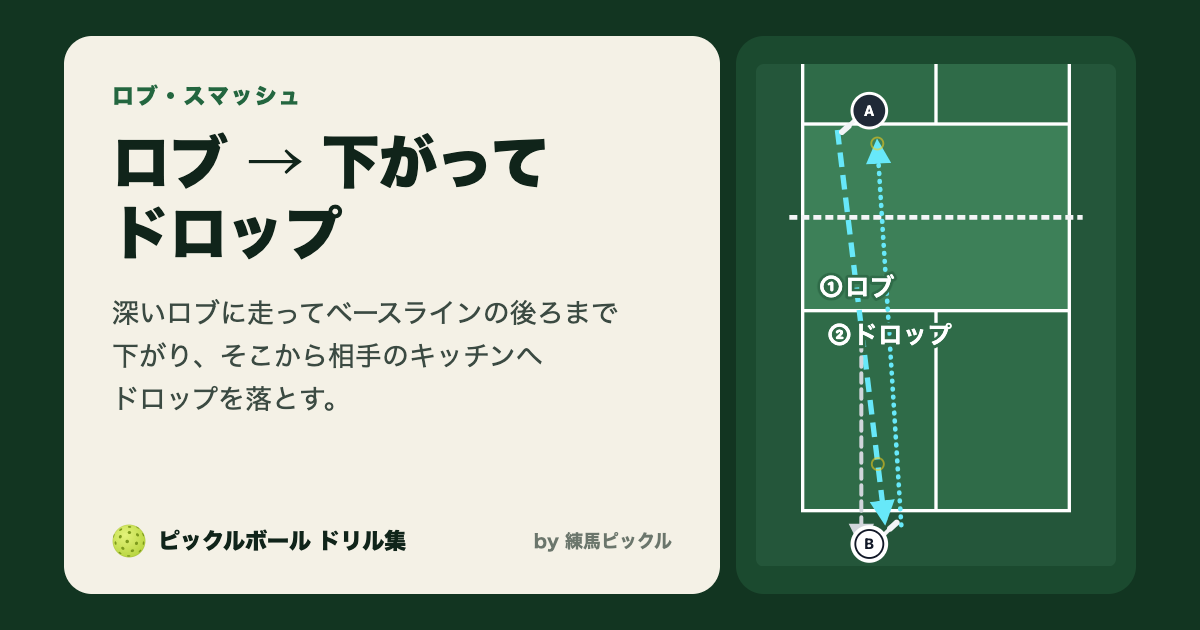 ロブ・スマッシュ
ロブ → 下がって
ドロップ
深いロブに走ってベースラインの後ろまで
下がり、そこから相手のキッチンへ
ドロップを落とす。
ピックルボール ドリル集
by 練馬ピックル
A
①ロブ
②ドロップ
B